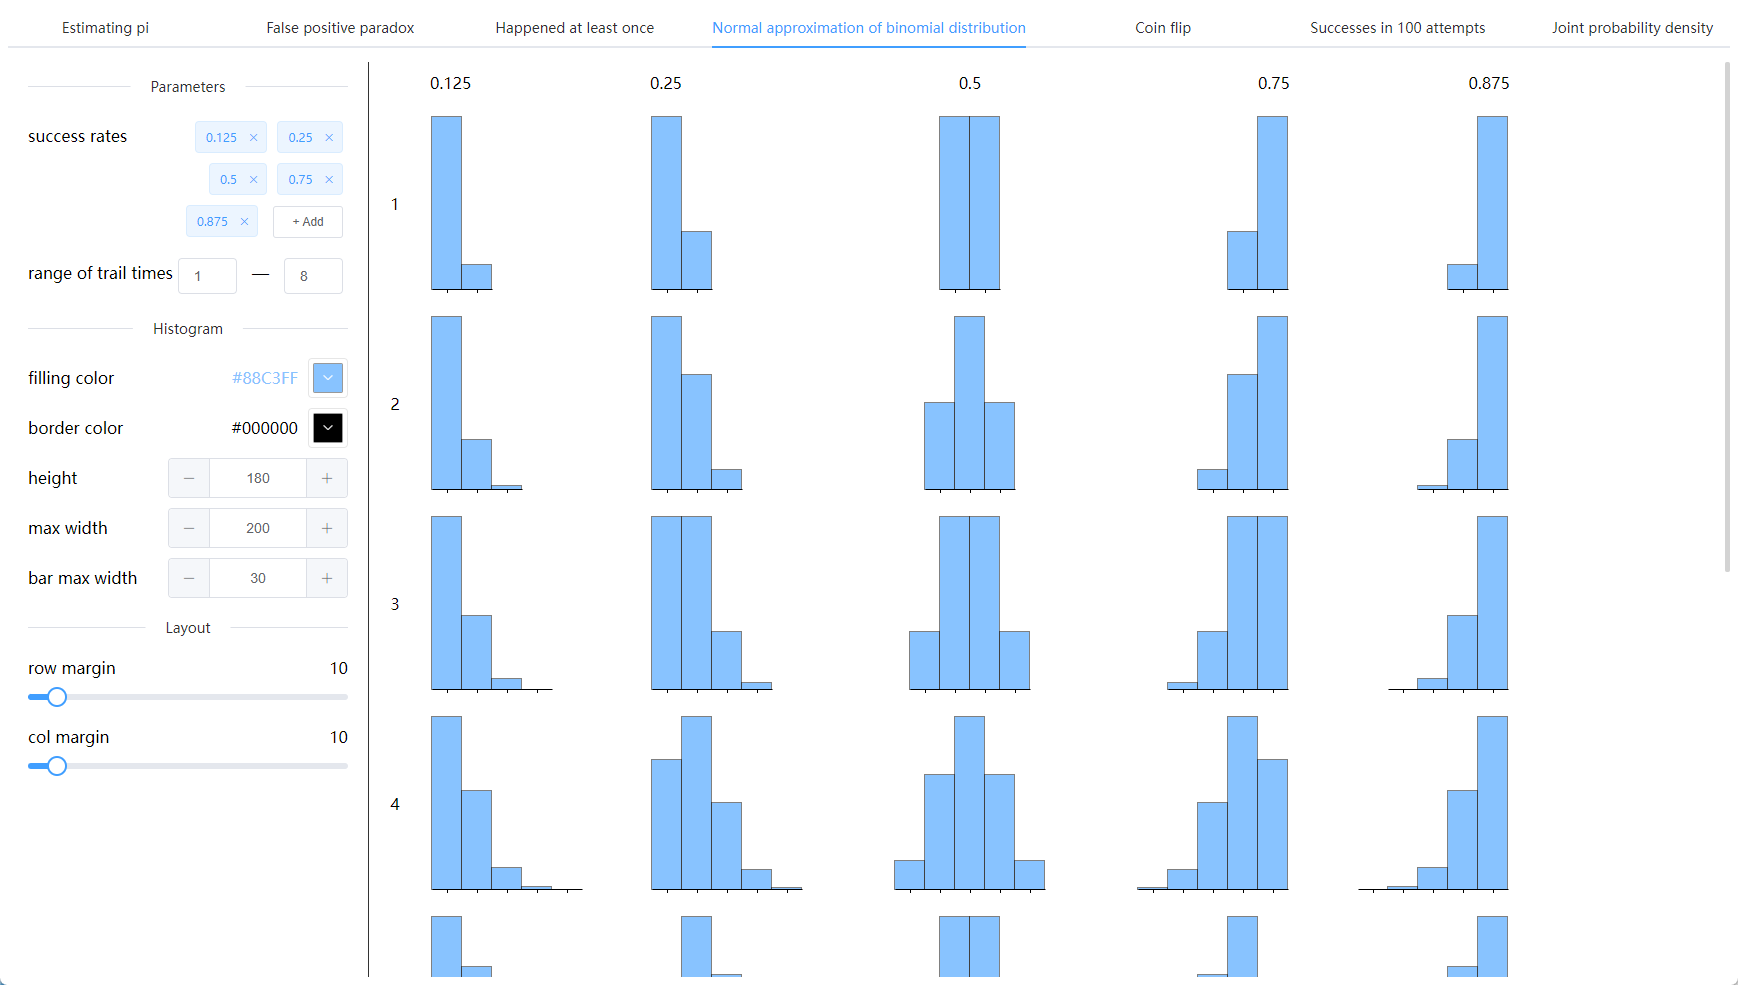 Estimating pi False positive paradox Happened at least once Normal approximation of binomial distribution Coin flip Successes in 100 attempts Joint probability density
Parameters
success rates 0.125 × 0.25 ×
0.5 × 0.75 ×
0.875 × + Add
range of trail times 1 — 8
Histogram
filling color #88C3FF
border color #000000
height − 180 +
max width − 200 +
bar max width − 30 +
Layout
row margin 10
col margin 10
0.125 0.25 0.5 0.75 0.875
1
2
3
4